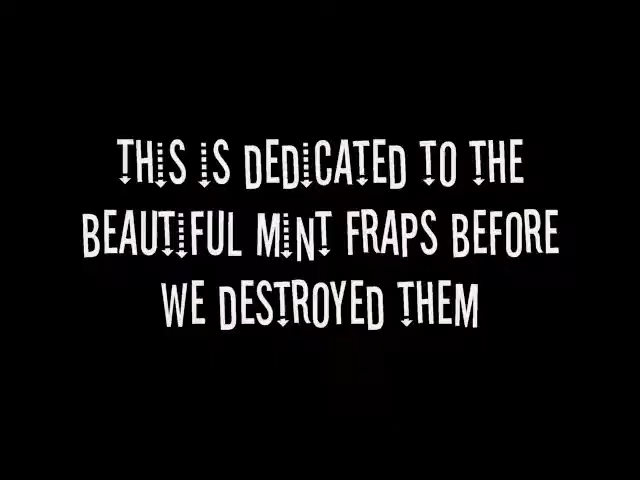 THIS IS DEDICATED TO THE
BEAUTIFUL MINT FRAPS BEFORE
WE DESTROYED THEM